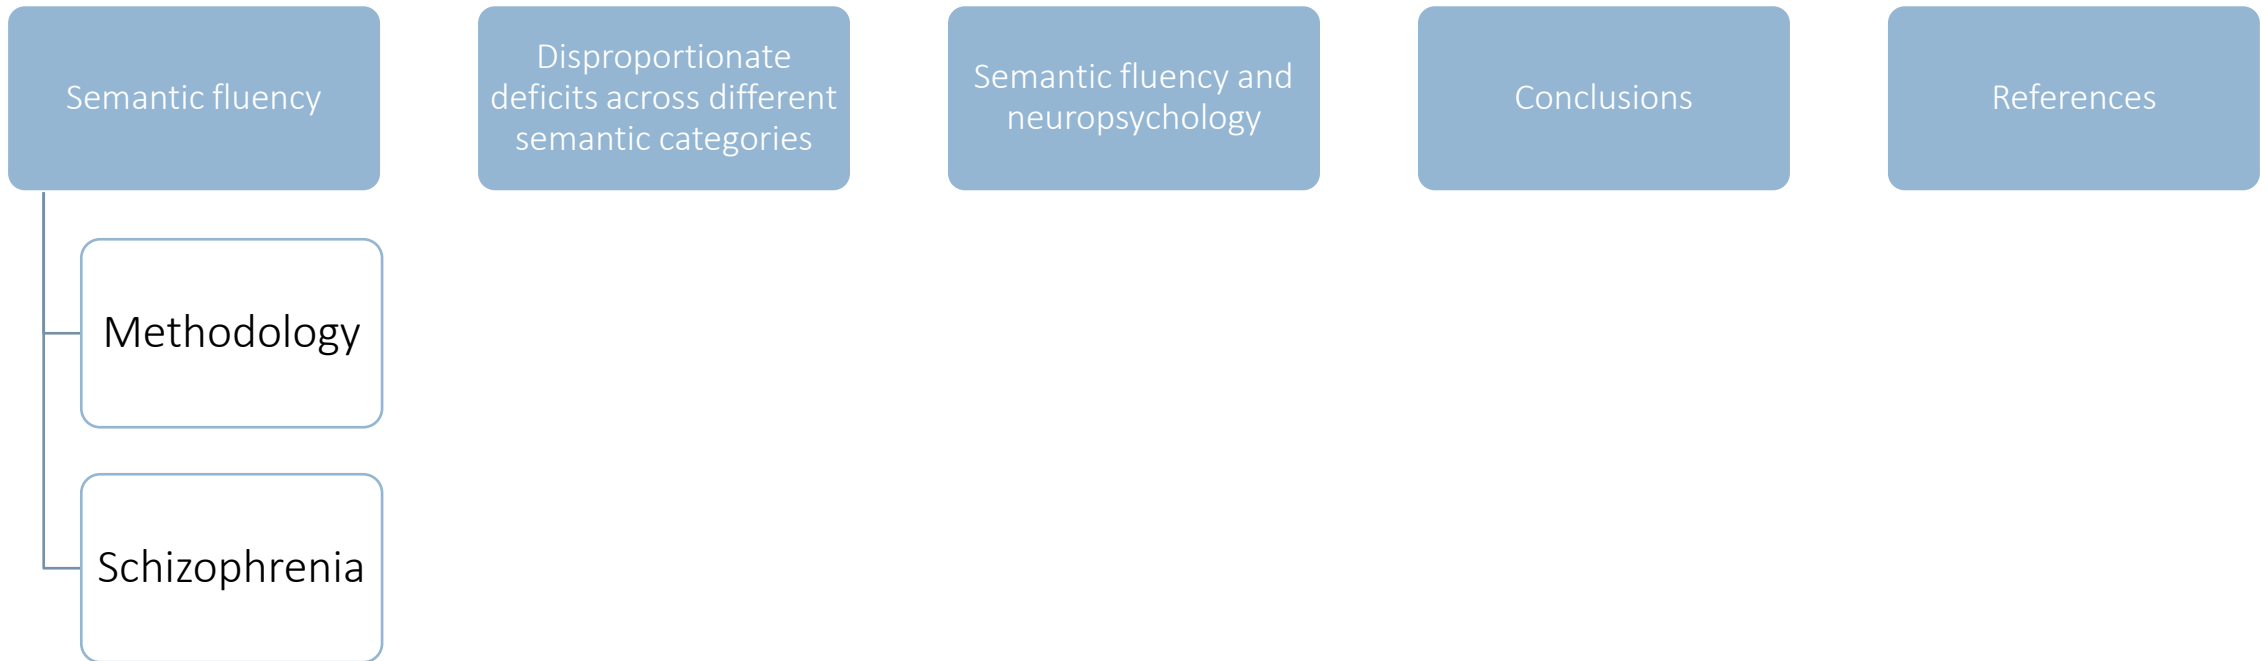 Semantic fluency
Disproportionate
deficits across different
semantic categories
Semantic fluency and
neuropsychology
Conclusions
References
Methodology
Schizophrenia